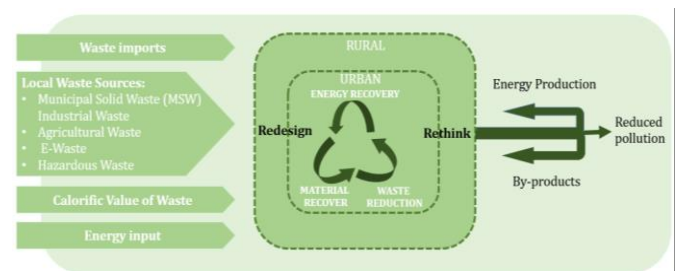 Waste imports
Local Waste Sources:
• Municipal Solid Waste (MSW)
Industrial Waste
• Agricultural Waste
• E-Waste
• Hazardous Waste
Calorific Value of Waste
Energy input
RURAL
URBAN
ENERGY RECOVERY
Redesign
Rethink
MATERIAL
RECOVER
WASTE
REDUCTION
Energy Production
By-products
Reduced
pollution